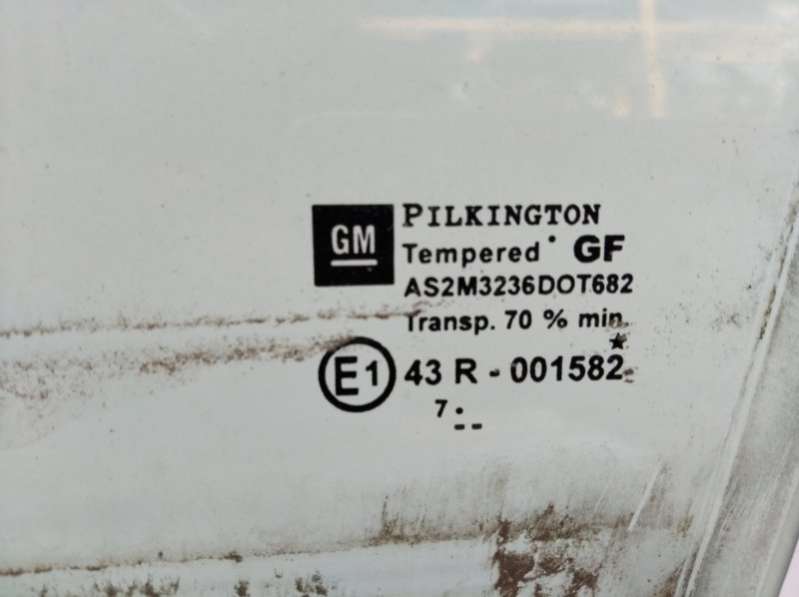 GM
PILKINGTON
Tempered GF
AS2M3236DOT682
Transp. 70 % min.
E1 43 R - 001582
7